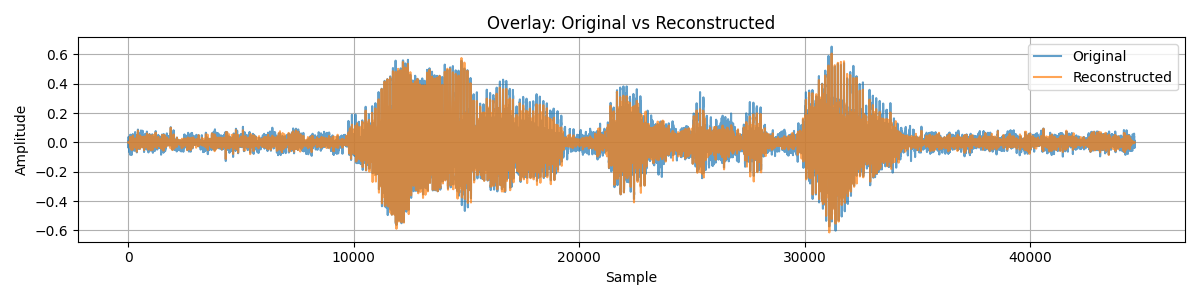 Overlay: Original vs Reconstructed
Original
Reconstructed
Amplitude
0.6
0.4
0.2
0.0
−0.2
−0.4
−0.6
0
10000
20000
30000
40000
Sample